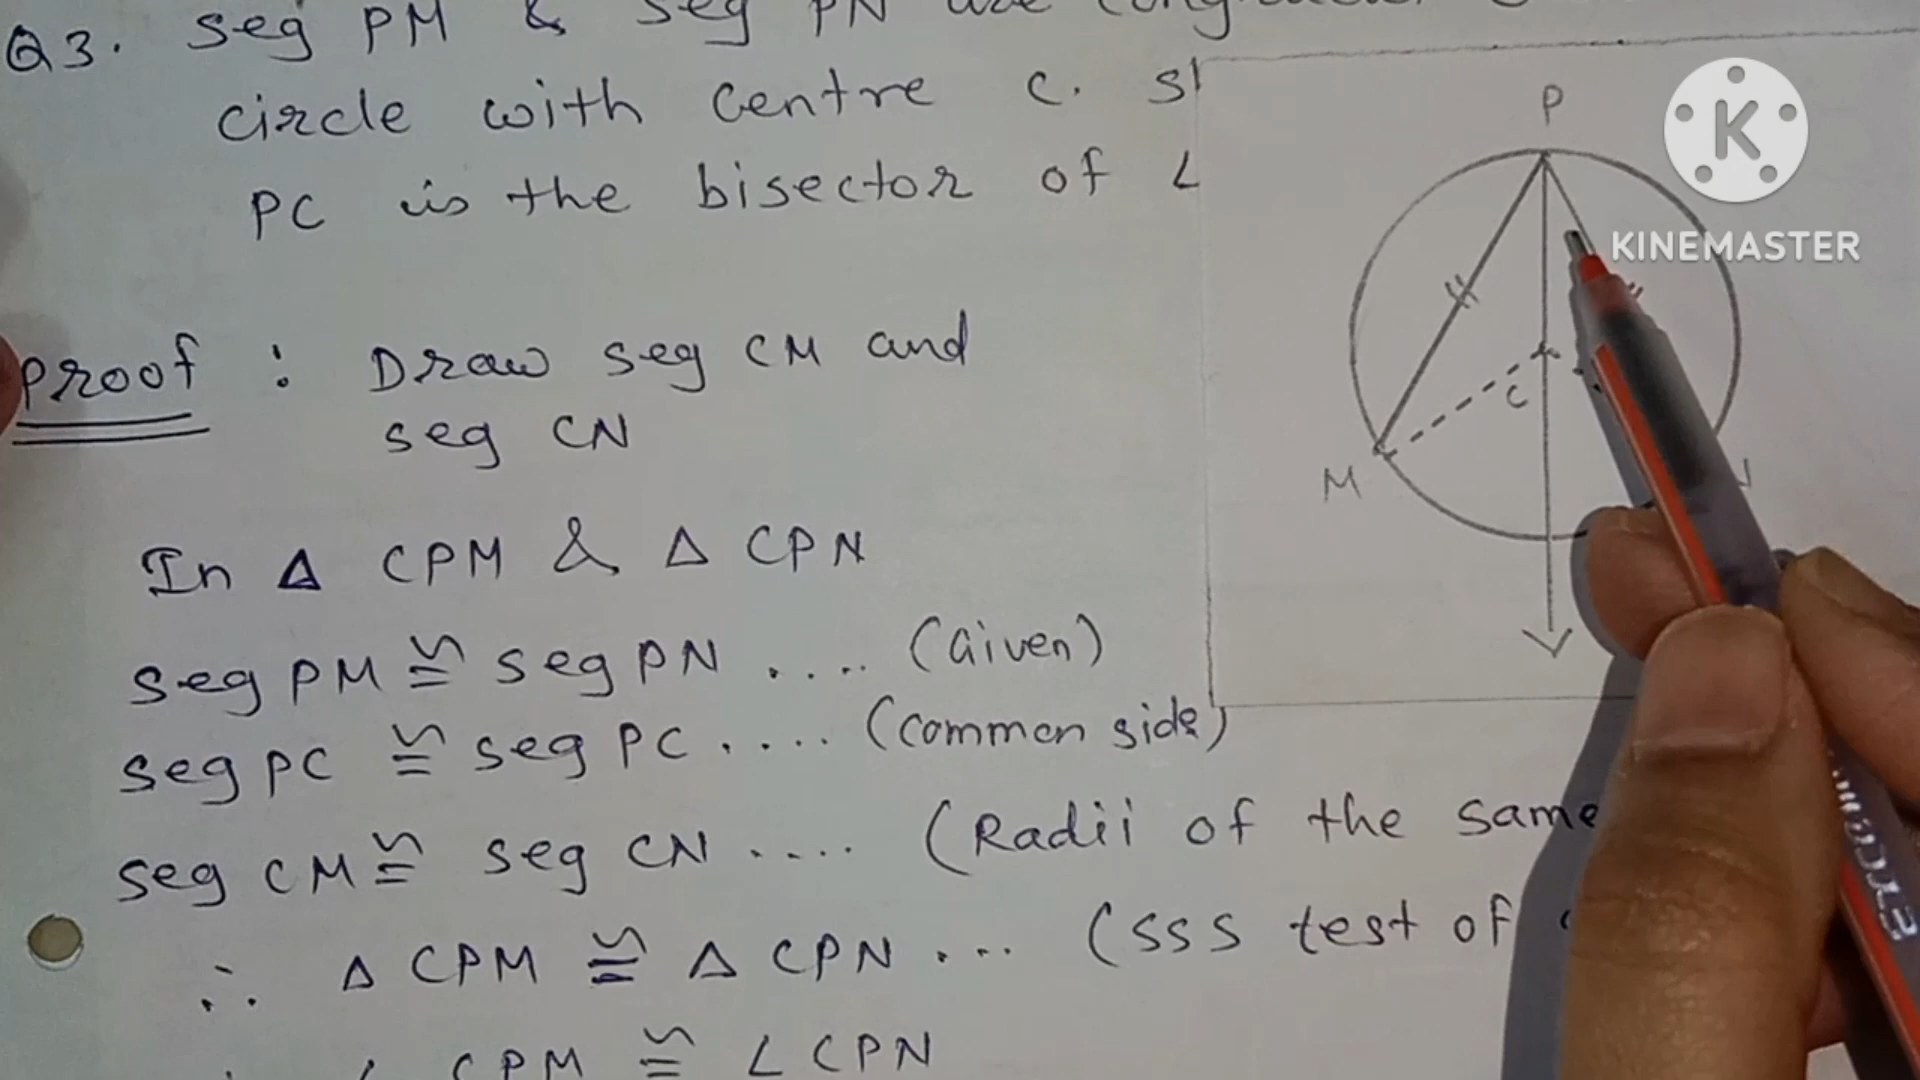 Q3. seg PM & seg PN are
circle with centre C.
PC is the bisector of ∠
P
K
KINEMASTER
Proof : Draw seg CM and
seg CN
C
M
In Δ CPM & Δ CPN
seg PM ≅ seg PN .... (Given)
seg PC ≅ seg PC .... (common side)
seg CM ≅ seg CN .... (Radii of the same
∴ Δ CPM ≅ Δ CPN ... (SSS test of
∠ CPM ≅ ∠ CPN